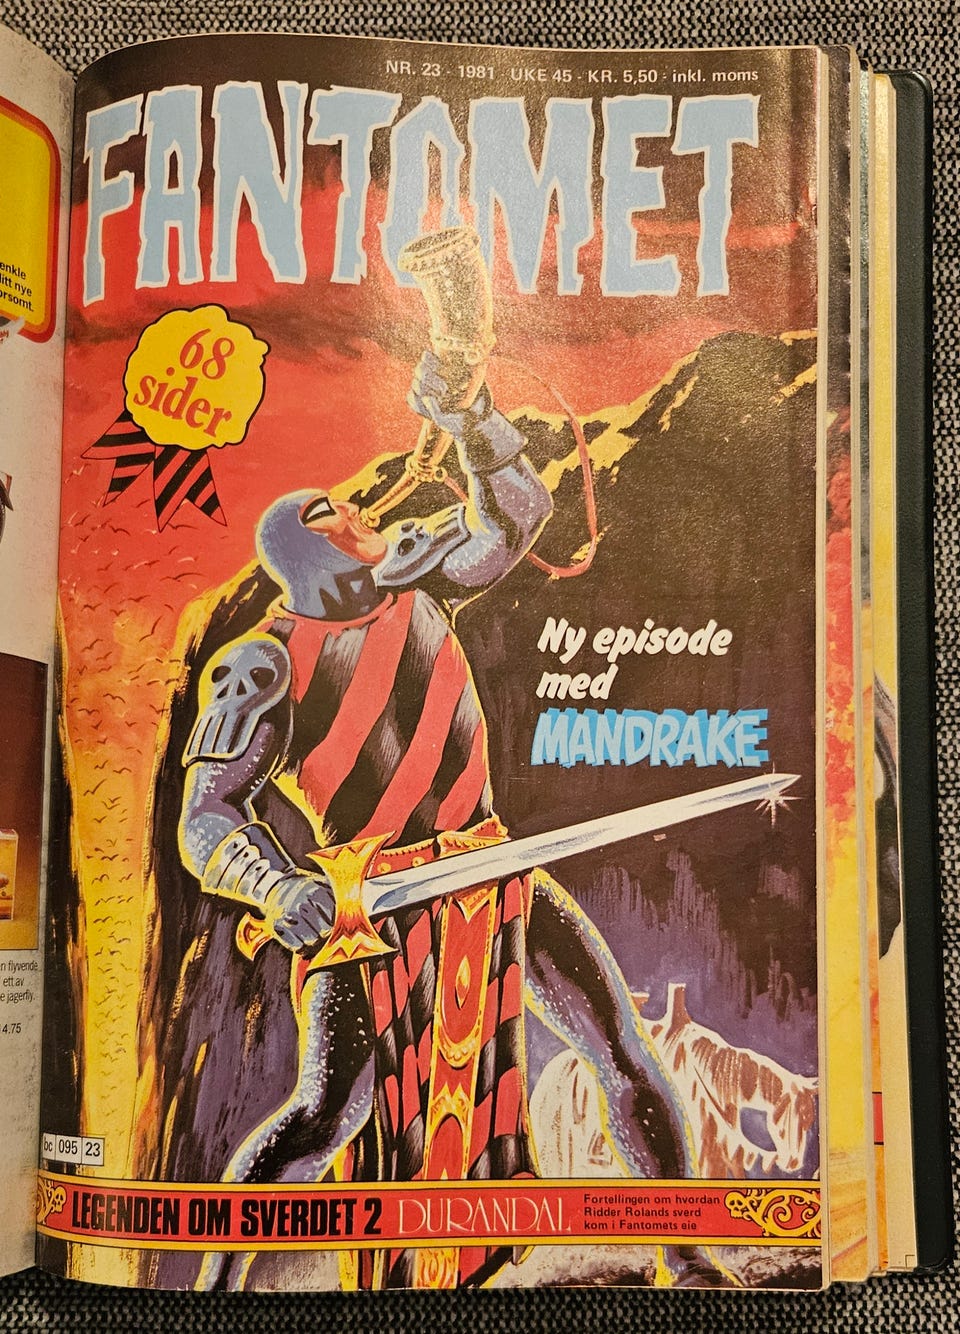 NR. 23 · 1981 · UKE 45 · KR. 5,50 · inkl. moms
FANTOMET
68
sider
Ny episode
med
MANDRAKE
bc 095 23
LEGENDEN OM SVERDET 2
DURANDAL
Fortellingen om hvordan
Ridder Rolands sverd
kom i Fantomets eie
enkle
litt nye
orsomt.
n flyvende
ett av
e jagerfly.
4.75